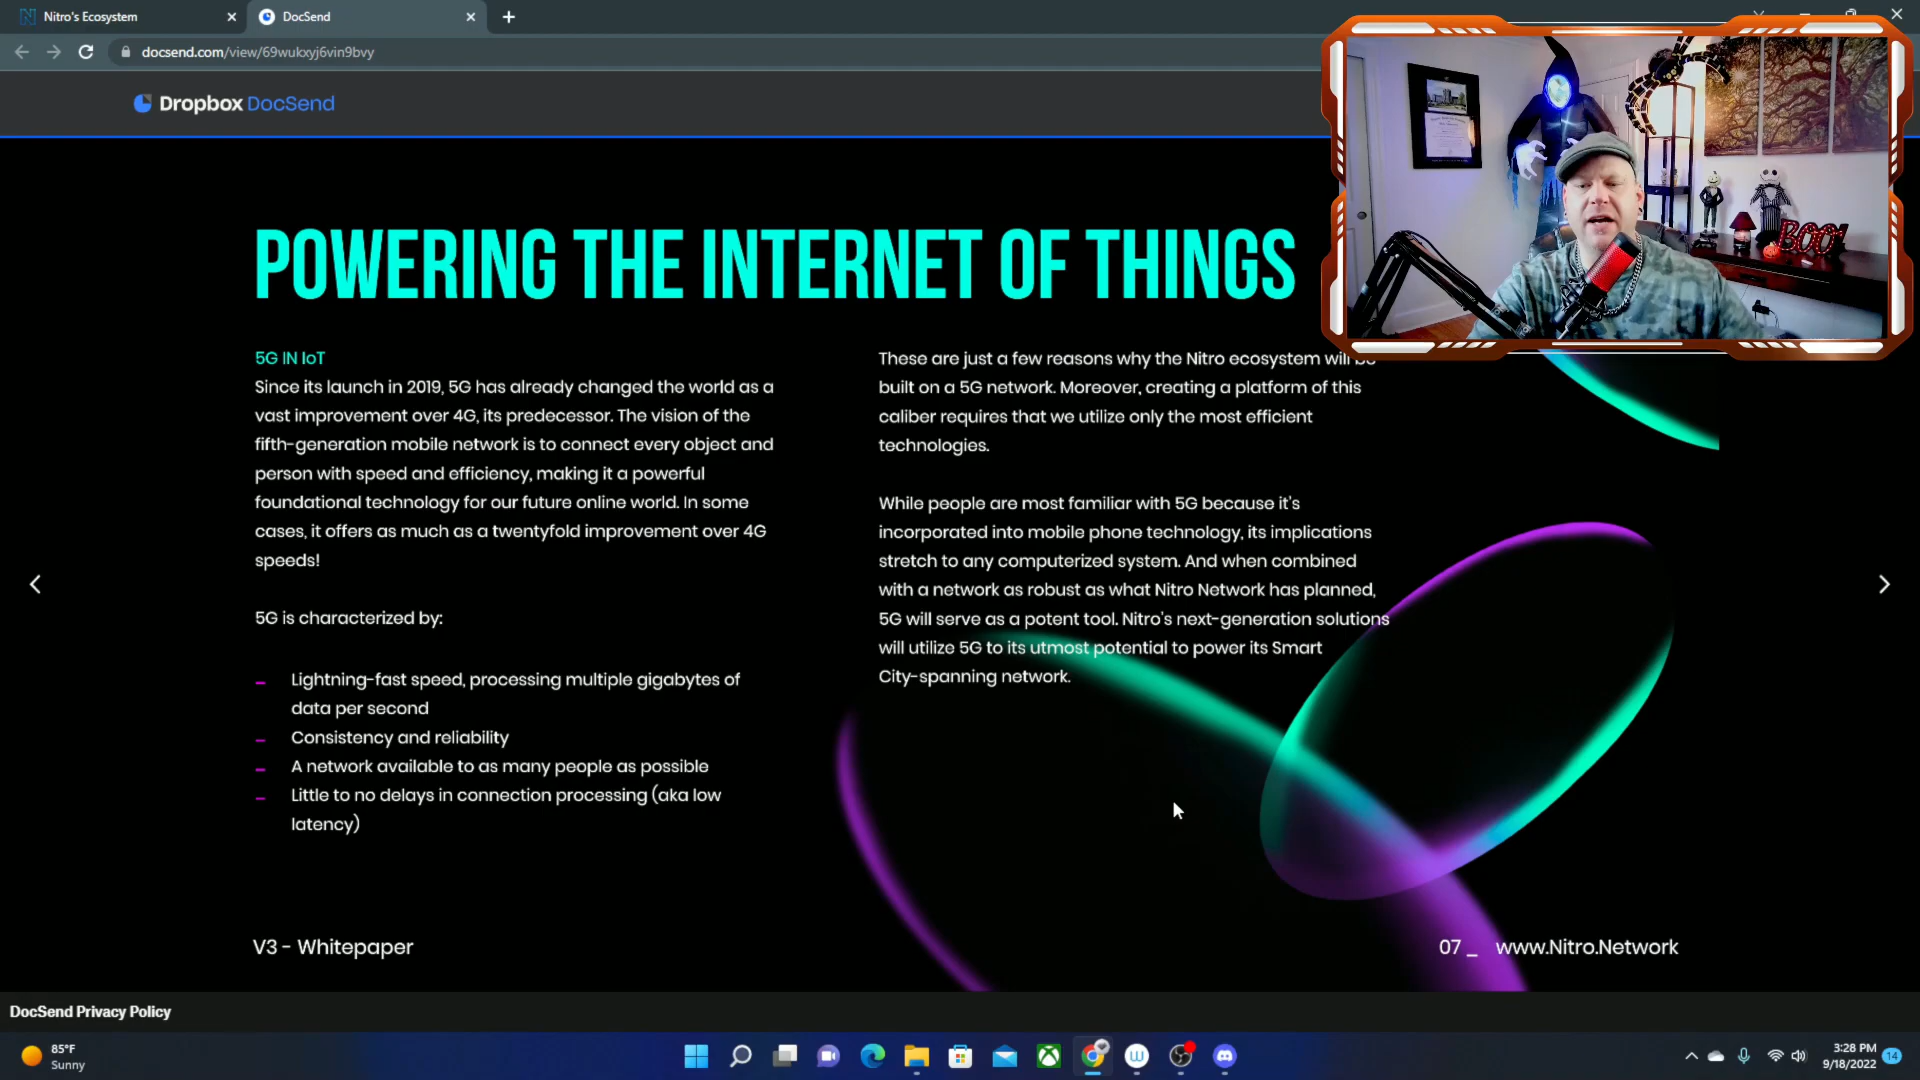 Nitro's Ecosystem
DocSend
docsend.com/view/69wukxyj6vin9bvy
Dropbox DocSend
BOO!
POWERING THE INTERNET OF THINGS
5G IN IoT
Since its launch in 2019, 5G has already changed the world as a
vast improvement over 4G, its predecessor. The vision of the
fifth-generation mobile network is to connect every object and
person with speed and efficiency, making it a powerful
foundational technology for our future online world. In some
cases, it offers as much as a twentyfold improvement over 4G
speeds!
5G is characterized by:
– Lightning-fast speed, processing multiple gigabytes of
data per second
– Consistency and reliability
– A network available to as many people as possible
– Little to no delays in connection processing (aka low
latency)
These are just a few reasons why the Nitro ecosystem will be
built on a 5G network. Moreover, creating a platform of this
caliber requires that we utilize only the most efficient
technologies.
While people are most familiar with 5G because it's
incorporated into mobile phone technology, its implications
stretch to any computerized system. And when combined
with a network as robust as what Nitro Network has planned,
5G will serve as a potent tool. Nitro's next-generation solutions
will utilize 5G to its utmost potential to power its Smart
City-spanning network.
V3 - Whitepaper
07 _ www.Nitro.Network
DocSend Privacy Policy
85°F
Sunny
3:28 PM
9/18/2022
14